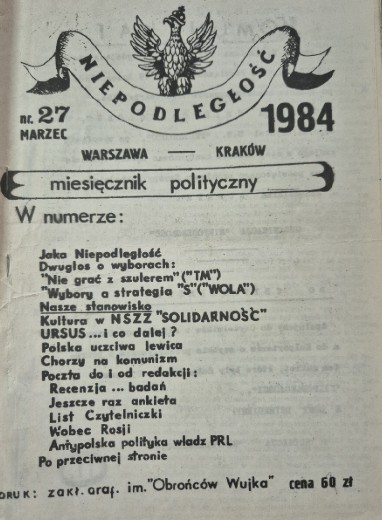 NIEPODLEGŁOŚĆ
nr. 27
MARZEC
1984
WARSZAWA — KRAKÓW
miesięcznik polityczny
W numerze:
Jaka Niepodległość
Dwugłos o wyborach:
"Nie grać z szulerem" ("TM")
"Wybory a strategia "S" ("WOLA")
Nasze stanowisko
Kultura w NSZZ "SOLIDARNOŚĆ"
URSUS ... i co dalej ?
Polska uczciwa lewica
Chorzy na komunizm
Poczta do i od redakcji:
Recenzja ... badań
Jeszcze raz ankieta
List Czytelniczki
Wobec Rosji
Antypolska polityka władz PRL
Po przeciwnej stronie
DRUK: zakł. graf. im. "Obrońców Wujka" cena 60 zł